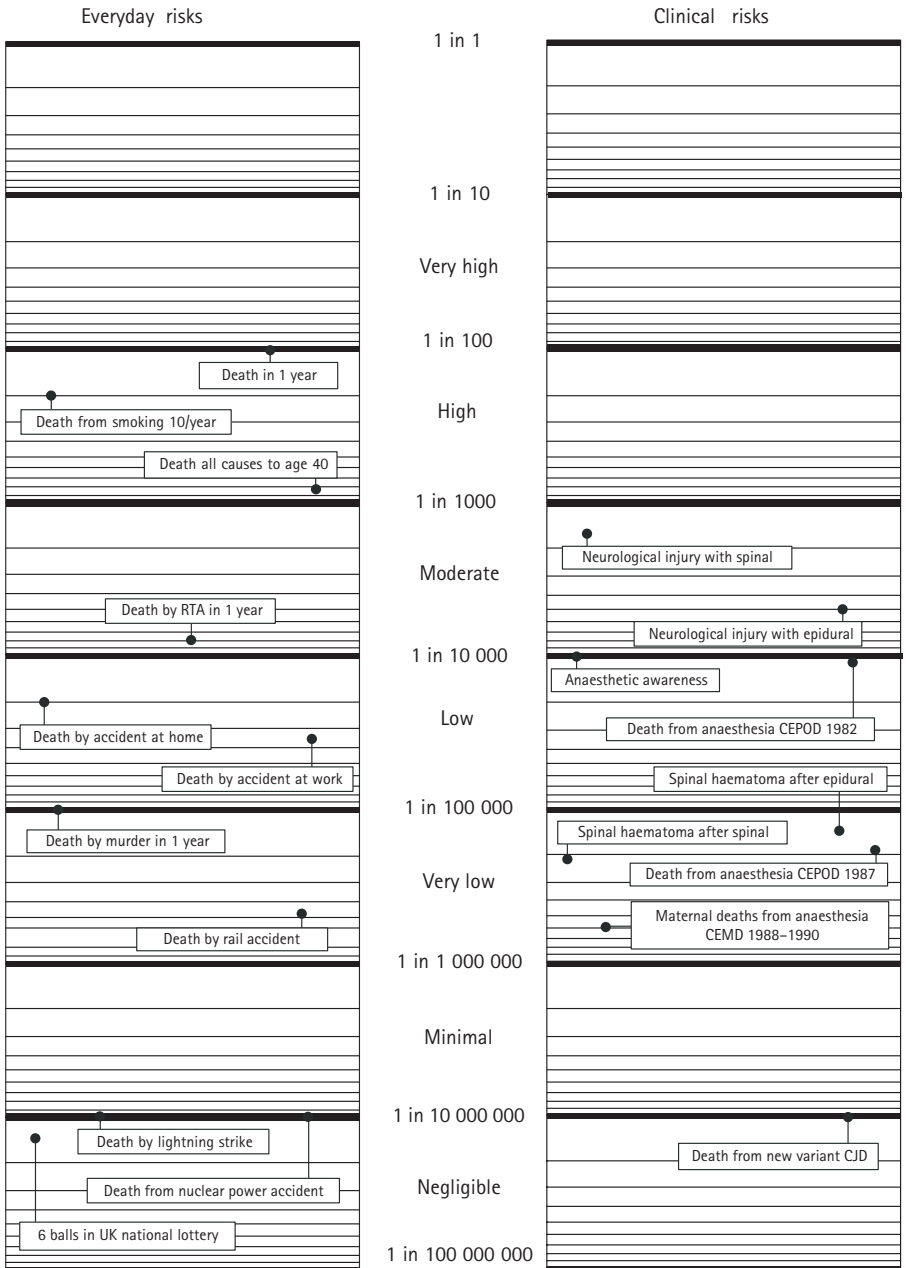 Everyday risks
Clinical risks
1 in 1
1 in 10
Very high
1 in 100
Death in 1 year
High
Death from smoking 10/year
Death all causes to age 40
1 in 1000
Neurological injury with spinal
Moderate
Death by RTA in 1 year
Neurological injury with epidural
1 in 10 000
Anaesthetic awareness
Low
Death from anaesthesia CEPOD 1982
Death by accident at home
Death by accident at work
Spinal haematoma after epidural
1 in 100 000
Death by murder in 1 year
Spinal haematoma after spinal
Very low
Death from anaesthesia CEPOD 1987
Maternal deaths from anaesthesia
CEMD 1988–1990
Death by rail accident
1 in 1 000 000
Minimal
1 in 10 000 000
Death by lightning strike
Death from new variant CJD
Death from nuclear power accident
Negligible
6 balls in UK national lottery
1 in 100 000 000